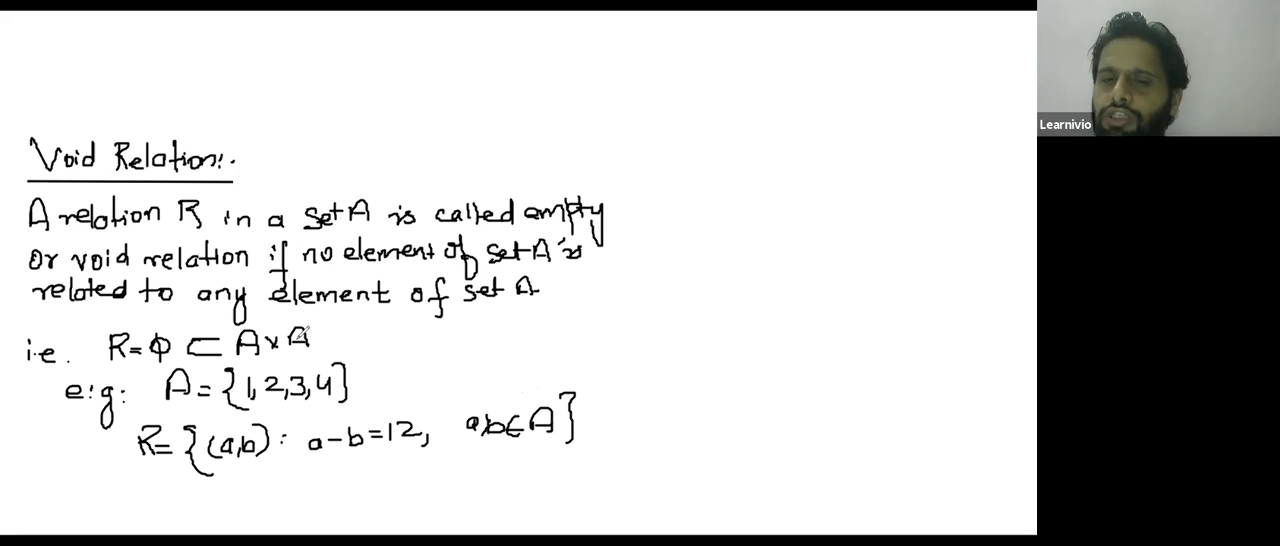 Void Relation:.
A relation R in a set A is called empty
or void relation if no element of set A is
related to any element of set A
i.e. R=ϕ ⊂ A×A
e.g: A={1,2,3,4}
R={(a,b): a-b=12, a,b∈A}
Learnivio